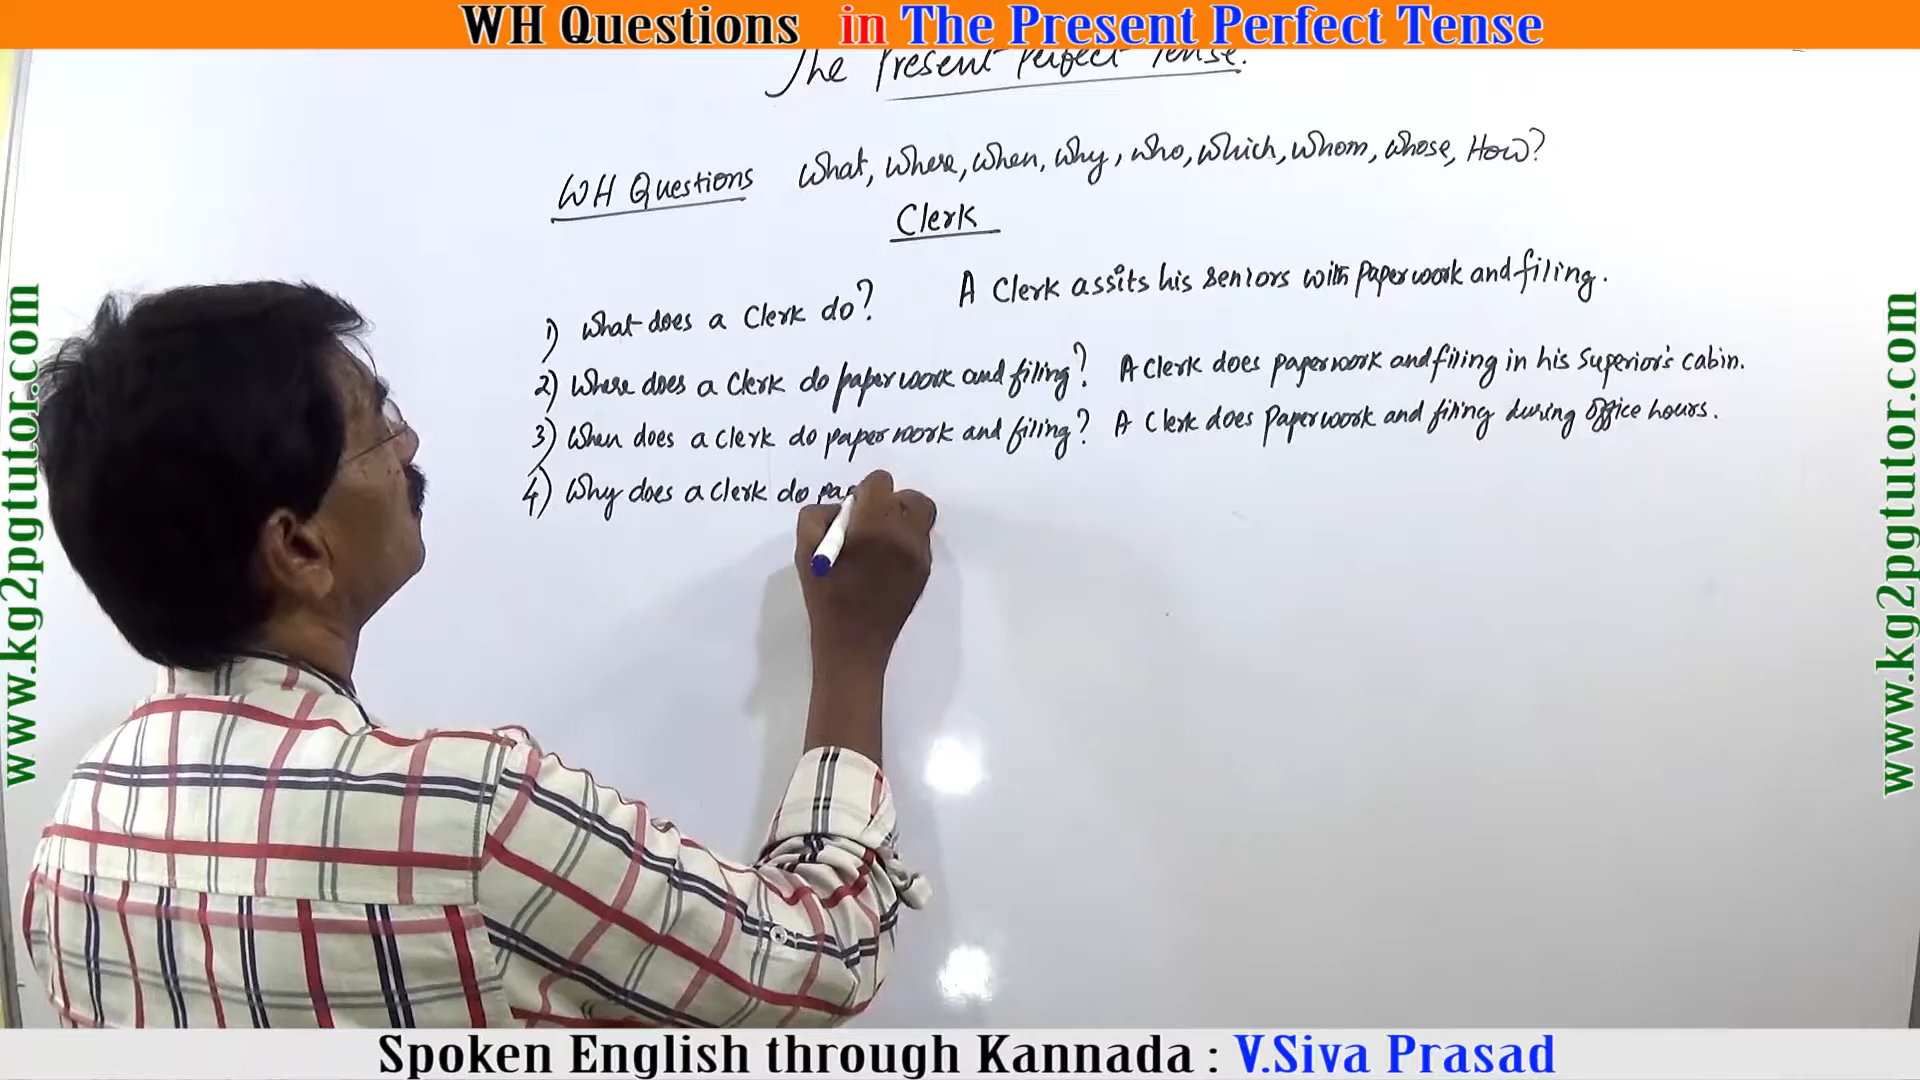 WH Questions in The Present Perfect Tense
The Present Perfect Tense.
WH Questions What, Where, When, Why, Who, Which, Whom, Whose, How?
Clerk
1) What does a Clerk do? A Clerk assits his seniors with paperwork and filing.
2) Where does a Clerk do paperwork and filing? A Clerk does paperwork and filing in his Superior's cabin.
3) When does a clerk do paperwork and filing? A Clerk does Paperwork and filing during office hours.
4) Why does a clerk do pa
www.kg2pgtutor.com
www.kg2pgtutor.com
Spoken English through Kannada : V.Siva Prasad